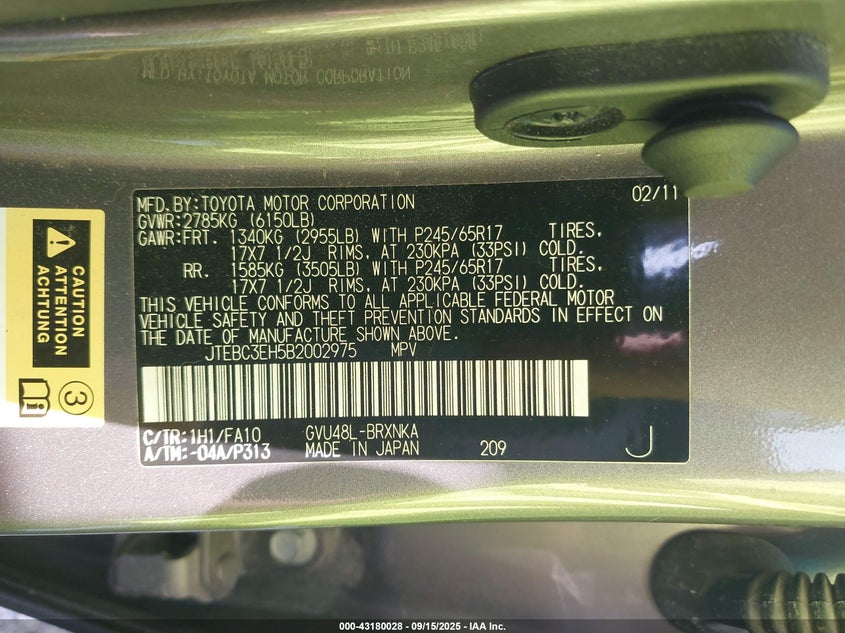 MFD.BY:TOYOTA MOTOR CORPORATION 02/11
GVWR:2785KG (6150LB)
GAWR:FRT. 1340KG (2955LB) WITH P245/65R17 TIRES.
17X7 1/2J RIMS, AT 230KPA (33PSI) COLD.
RR. 1585KG (3505LB) WITH P245/65R17 TIRES,
17X7 1/2J RIMS, AT 230KPA (33PSI) COLD.
THIS VEHICLE CONFORMS TO ALL APPLICABLE FEDERAL MOTOR
VEHICLE SAFETY AND THEFT PREVENTION STANDARDS IN EFFECT ON
THE DATE OF MANUFACTURE SHOWN ABOVE.
JTEBC3EH5B2002975 MPV
C/TR:1H1/FA10 GVU48L-BRXNKA
A/TM:-04A/P313 MADE IN JAPAN 209 J
CAUTION
ATTENTION
ACHTUNG
3
000-43180028 - 09/15/2025 - IAA Inc.